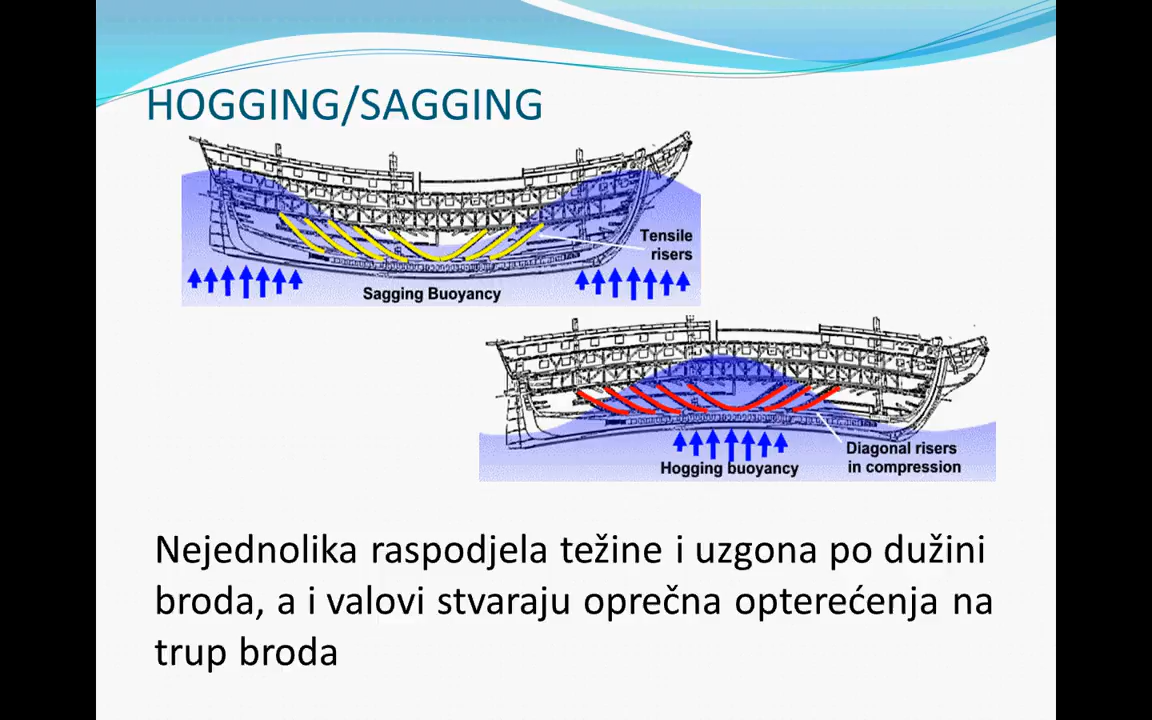 HOGGING/SAGGING
Tensile
risers
Sagging Buoyancy
Diagonal risers
in compression
Hogging buoyancy
Nejednolika raspodjela težine i uzgona po dužini
broda, a i valovi stvaraju oprečna opterećenja na
trup broda